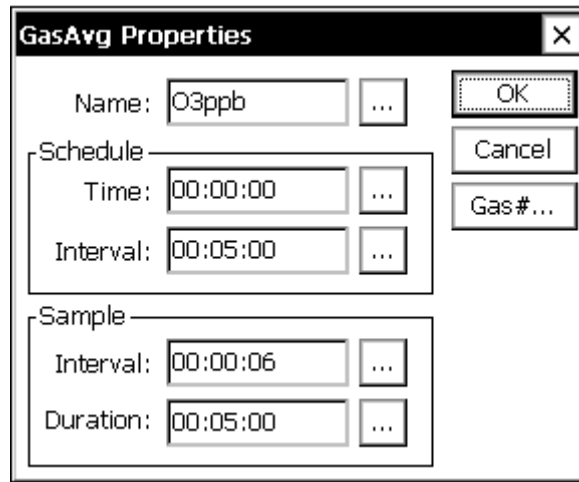 GasAvg Properties
Name: O3ppb ...
OK
Schedule
Cancel
Time: 00:00:00 ...
Gas#...
Interval: 00:05:00 ...
Sample
Interval: 00:00:06 ...
Duration: 00:05:00 ...